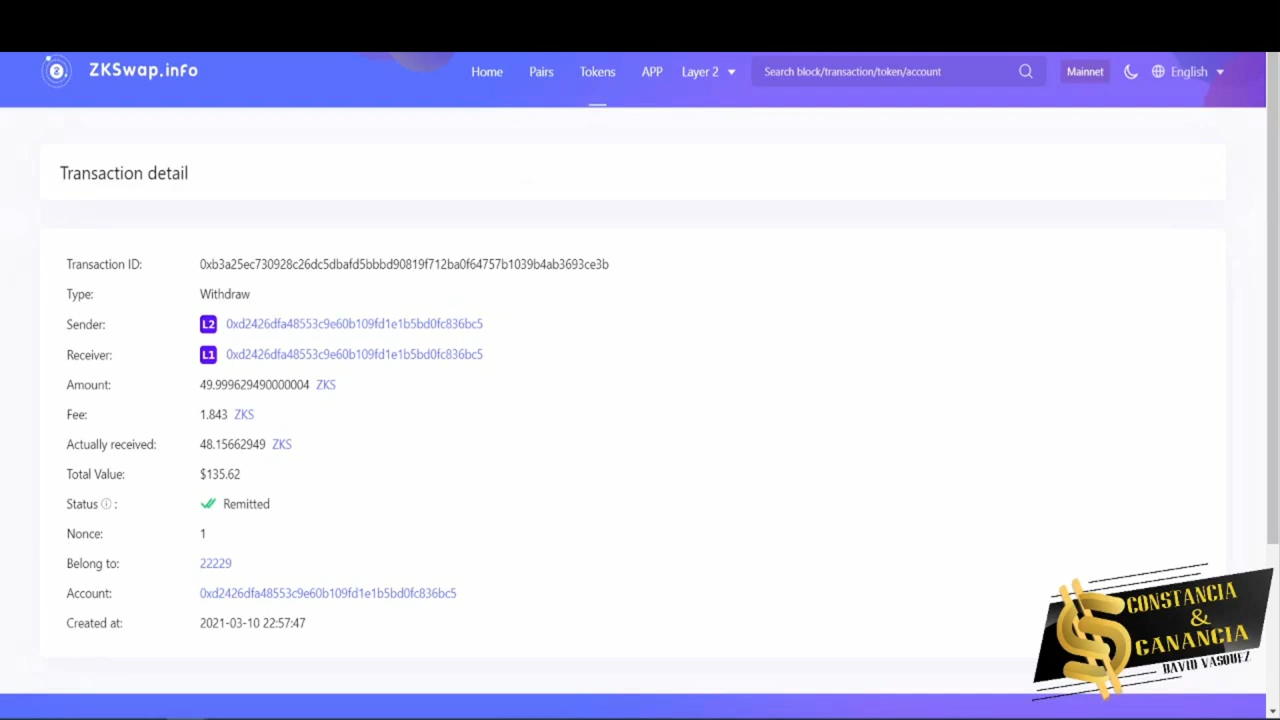 ZKSwap.info
Home Pairs Tokens APP Layer 2 Search block/transaction/token/account Mainnet English
Transaction detail
Transaction ID: 0xb3a25ec730928c26dc5dbafd5bbbd90819f712ba0f64757b1039b4ab3693ce3b
Type: Withdraw
Sender: L2 0xd2426dfa48553c9e60b109fd1e1b5bd0fc836bc5
Receiver: L1 0xd2426dfa48553c9e60b109fd1e1b5bd0fc836bc5
Amount: 49.999629490000004 ZKS
Fee: 1.843 ZKS
Actually received: 48.15662949 ZKS
Total Value: $135.62
Status : Remitted
Nonce: 1
Belong to: 22229
Account: 0xd2426dfa48553c9e60b109fd1e1b5bd0fc836bc5
Created at: 2021-03-10 22:57:47
CONSTANCIA
&
GANANCIA
DAVID VASQUEZ